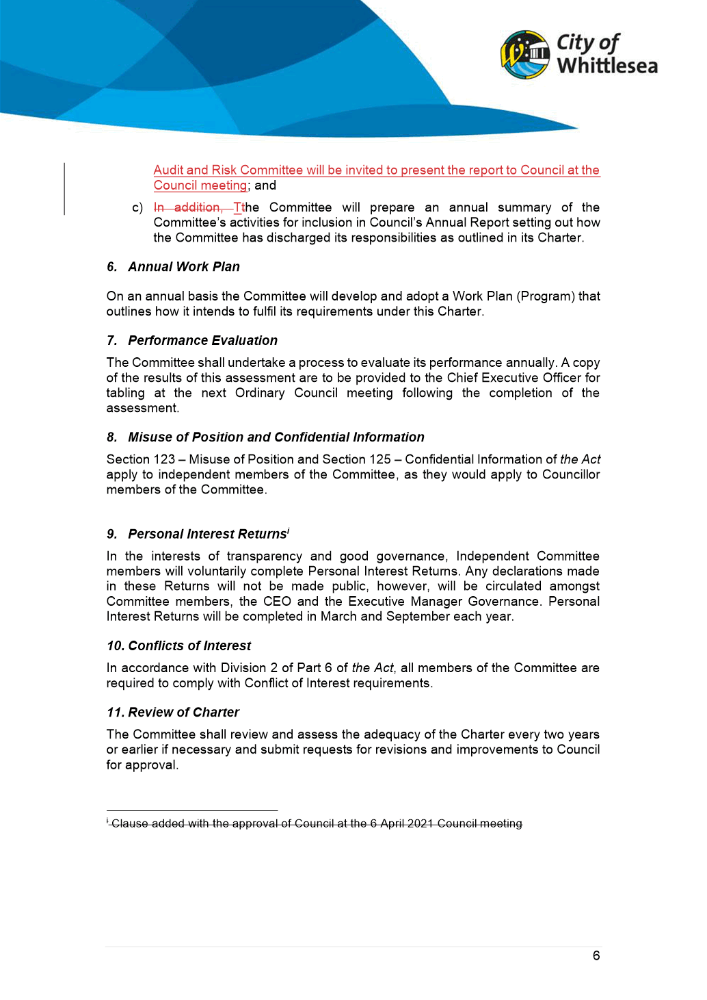 City of
Whittlesea
Audit and Risk Committee will be invited to present the report to Council at the
Council meeting; and
c) In addition, Tthe Committee will prepare an annual summary of the
Committee’s activities for inclusion in Council’s Annual Report setting out how
the Committee has discharged its responsibilities as outlined in its Charter.
6. Annual Work Plan
On an annual basis the Committee will develop and adopt a Work Plan (Program) that
outlines how it intends to fulfil its requirements under this Charter.
7. Performance Evaluation
The Committee shall undertake a process to evaluate its performance annually. A copy
of the results of this assessment are to be provided to the Chief Executive Officer for
tabling at the next Ordinary Council meeting following the completion of the
assessment.
8. Misuse of Position and Confidential Information
Section 123 – Misuse of Position and Section 125 – Confidential Information of the Act
apply to independent members of the Committee, as they would apply to Councillor
members of the Committee.
9. Personal Interest Returnsi
In the interests of transparency and good governance, Independent Committee
members will voluntarily complete Personal Interest Returns. Any declarations made
in these Returns will not be made public, however, will be circulated amongst
Committee members, the CEO and the Executive Manager Governance. Personal
Interest Returns will be completed in March and September each year.
10. Conflicts of Interest
In accordance with Division 2 of Part 6 of the Act, all members of the Committee are
required to comply with Conflict of Interest requirements.
11. Review of Charter
The Committee shall review and assess the adequacy of the Charter every two years
or earlier if necessary and submit requests for revisions and improvements to Council
for approval.
i Clause added with the approval of Council at the 6 April 2021 Council meeting
6